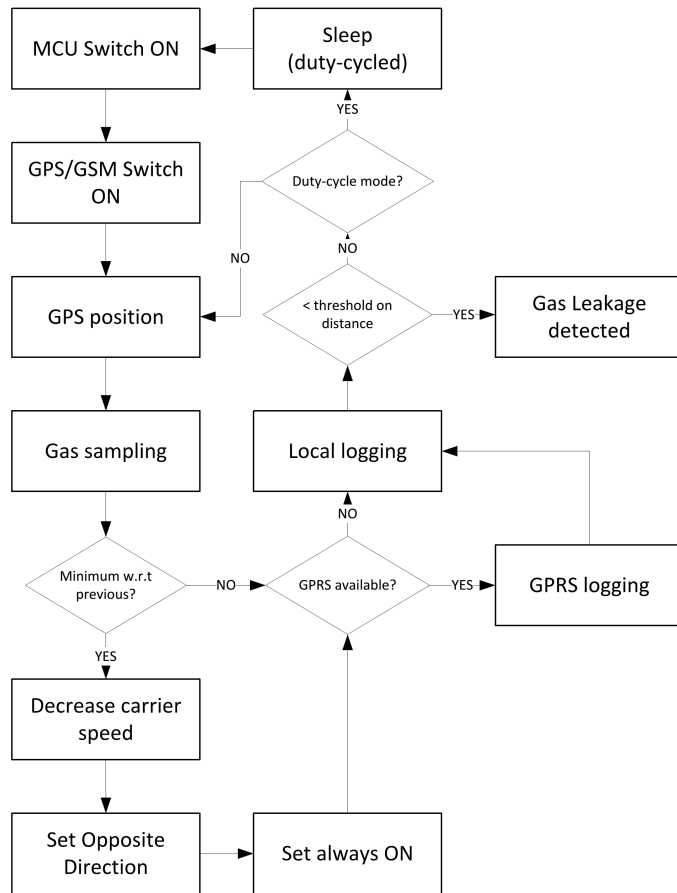 MCU Switch ON
Sleep
(duty-cycled)
YES
GPS/GSM Switch
ON
Duty-cycle mode?
NO
NO
GPS position
< threshold on
distance
YES
Gas Leakage
detected
Gas sampling
Local logging
NO
Minimum w.r.t
previous?
NO
GPRS available?
YES
GPRS logging
YES
Decrease carrier
speed
Set Opposite
Direction
Set always ON